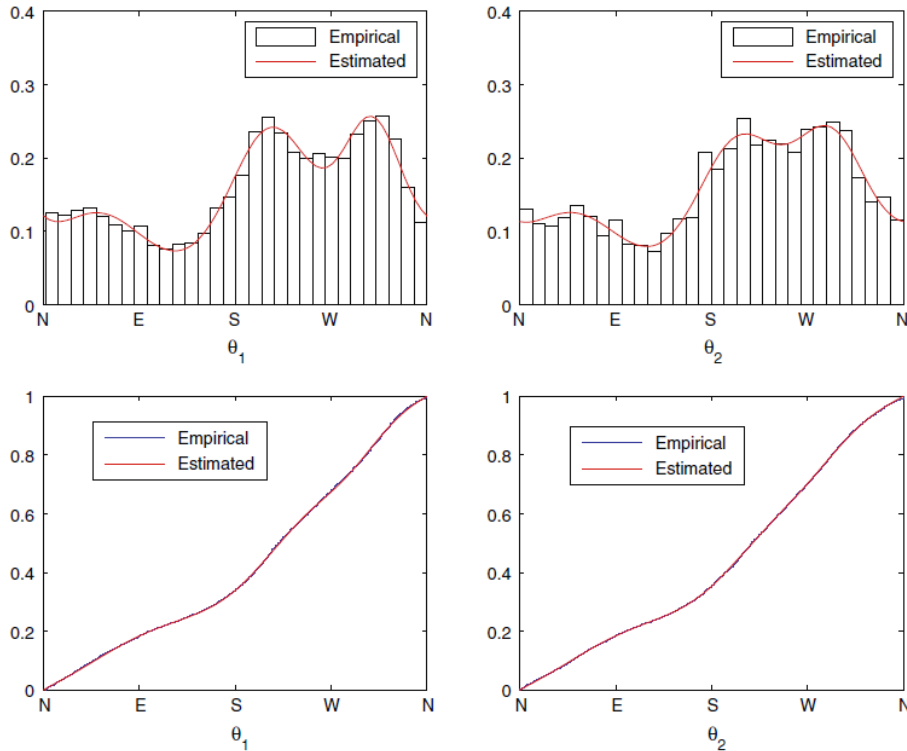 0.4
0.3
0.2
0.1
0
Empirical
Estimated
N E S W N
θ1
0.4
0.3
0.2
0.1
0
Empirical
Estimated
N E S W N
θ2
1
0.8
0.6
0.4
0.2
0
Empirical
Estimated
N E S W N
θ1
1
0.8
0.6
0.4
0.2
0
Empirical
Estimated
N E S W N
θ2